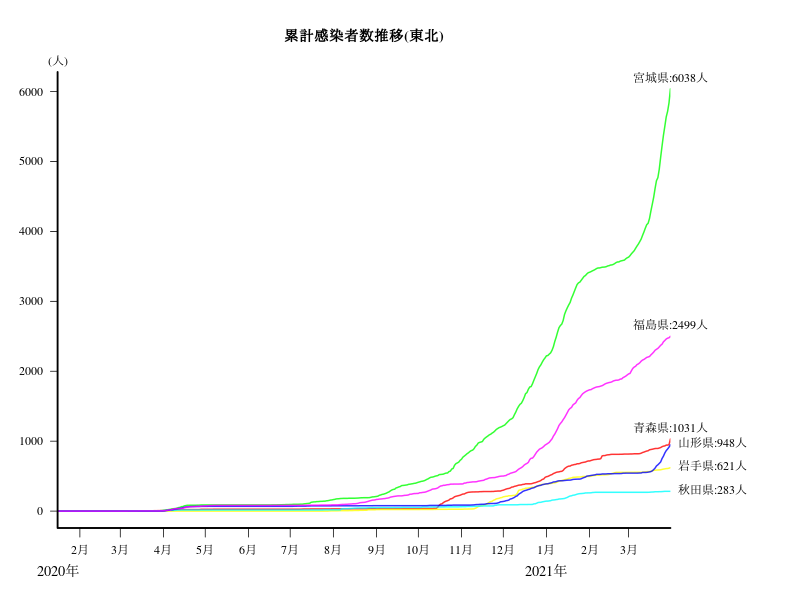 累計感染者数推移(東北)
(人)
宮城県:6038人
6000
5000
4000
3000
福島県:2499人
2000
青森県:1031人
1000
山形県:948人
岩手県:621人
秋田県:283人
0
2月 3月 4月 5月 6月 7月 8月 9月 10月 11月 12月 1月 2月 3月
2020年 2021年